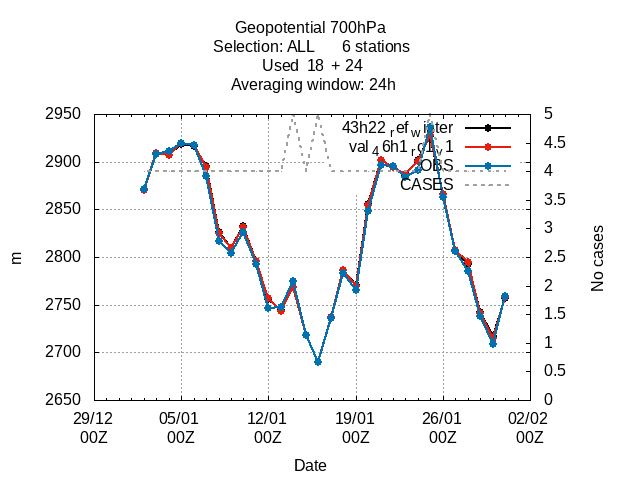 Geopotential 700hPa
Selection: ALL 6 stations
Used 18 + 24
Averaging window: 24h
2950 5
43h22 refwinter
4.5
val46h1rc1v1
2900 OBS 4
CASES
2850 3.5
3
2800 2.5
m No cases
2750 2
1.5
2700 1
0.5
2650 0
29/12 05/01 12/01 19/01 26/01 02/02
00Z 00Z 00Z 00Z 00Z 00Z
Date